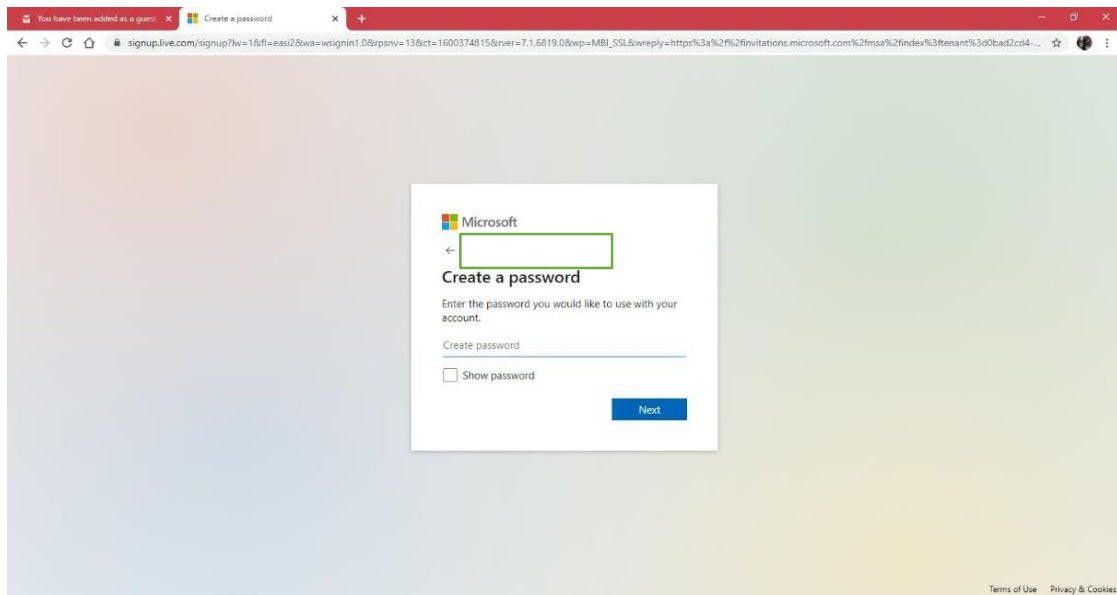 You have been added as a guest
Create a password
signup.live.com/signup?lw=1&fl=easi2&wa=wsignin1.0&rpsnv=13&ct=1600374815&rver=7.1.6819.0&wp=MBI_SSL&wreply=https%3a%2f%2finvitations.microsoft.com%2fmsa%2findex%3ftenant%3d0bad2cd4-...
Microsoft
Create a password
Enter the password you would like to use with your
account.
Create password
Show password
Next
Terms of Use Privacy & Cookies